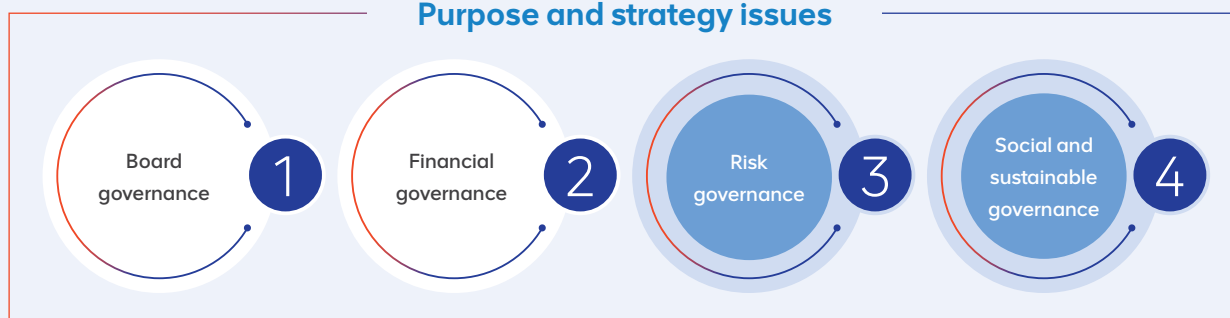 Purpose and strategy issues
Board
governance
1
Financial
governance
2
Risk
governance
3
Social and
sustainable
governance
4